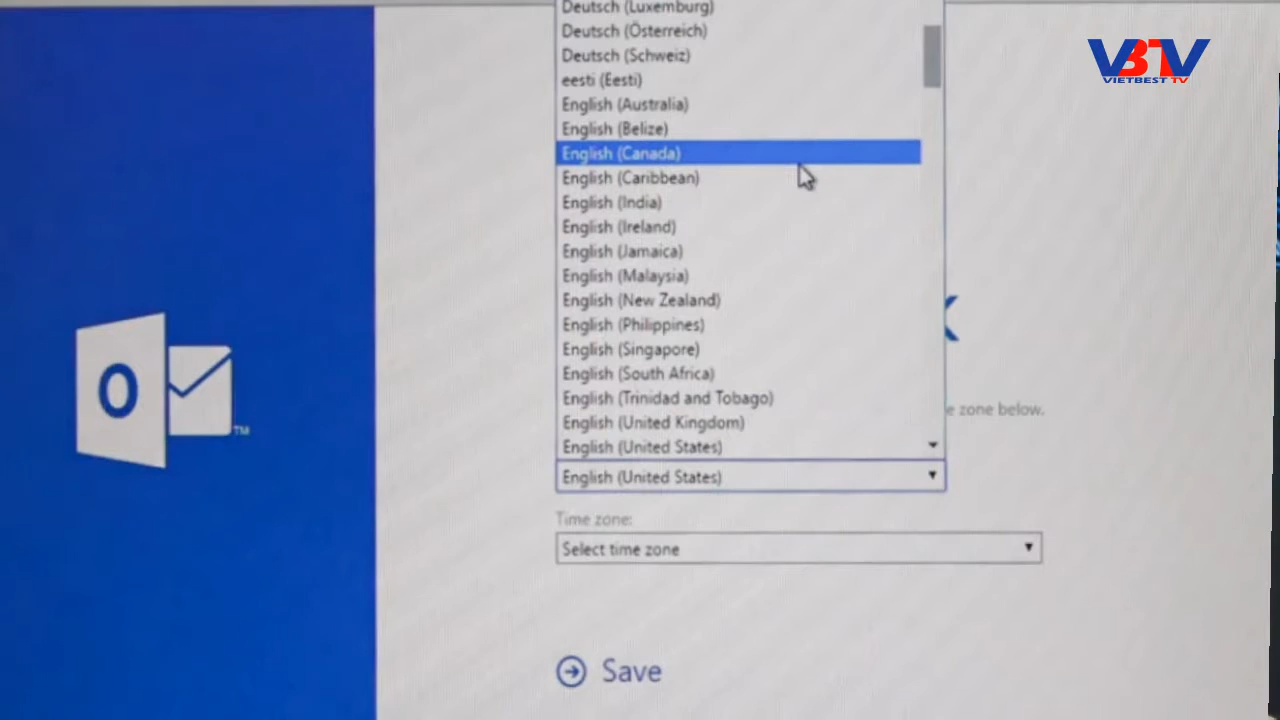 Deutsch (Luxemburg)
Deutsch (Österreich)
Deutsch (Schweiz)
eesti (Eesti)
English (Australia)
English (Belize)
English (Canada)
English (Caribbean)
English (India)
English (Ireland)
English (Jamaica)
English (Malaysia)
English (New Zealand)
English (Philippines)
English (Singapore)
English (South Africa)
English (Trinidad and Tobago)
English (United Kingdom)
English (United States)
English (United States)
e zone below.
Time zone:
Select time zone
Save
O
TM
VBTV
VIETBEST TV